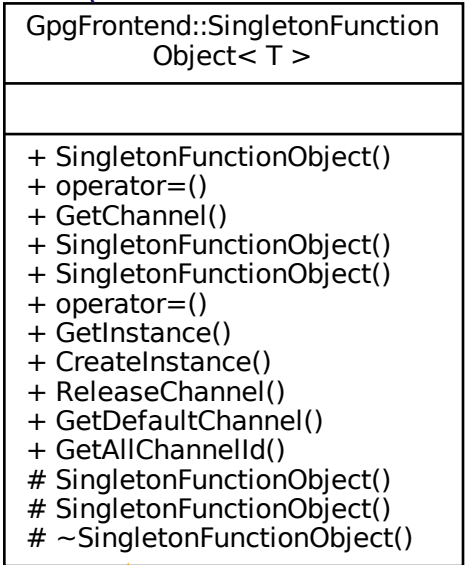 GpgFrontend::SingletonFunction
Object< T >
+ SingletonFunctionObject()
+ operator=()
+ GetChannel()
+ SingletonFunctionObject()
+ SingletonFunctionObject()
+ operator=()
+ GetInstance()
+ CreateInstance()
+ ReleaseChannel()
+ GetDefaultChannel()
+ GetAllChannelId()
# SingletonFunctionObject()
# SingletonFunctionObject()
# ~SingletonFunctionObject()